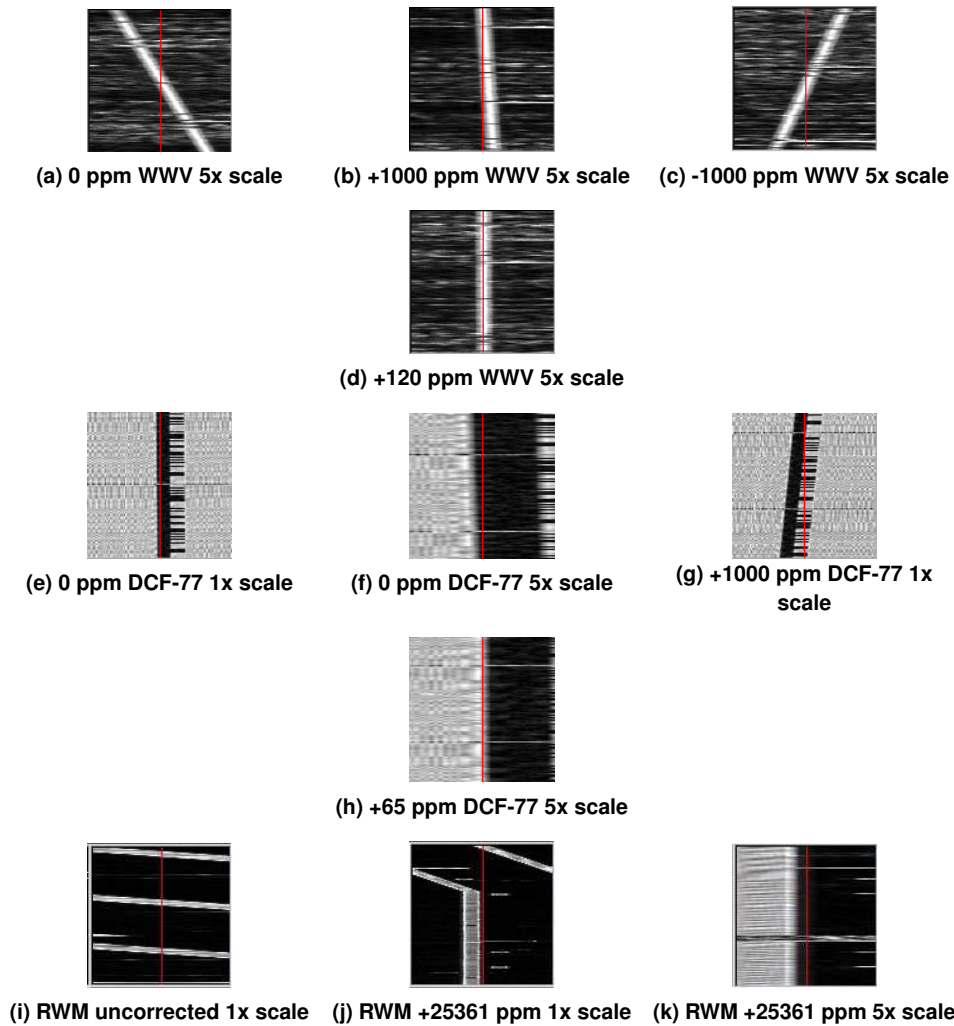 (a) 0 ppm WWV 5x scale
(b) +1000 ppm WWV 5x scale
(c) -1000 ppm WWV 5x scale
(d) +120 ppm WWV 5x scale
(e) 0 ppm DCF-77 1x scale
(f) 0 ppm DCF-77 5x scale
(g) +1000 ppm DCF-77 1x
scale
(h) +65 ppm DCF-77 5x scale
(i) RWM uncorrected 1x scale
(j) RWM +25361 ppm 1x scale
(k) RWM +25361 ppm 5x scale